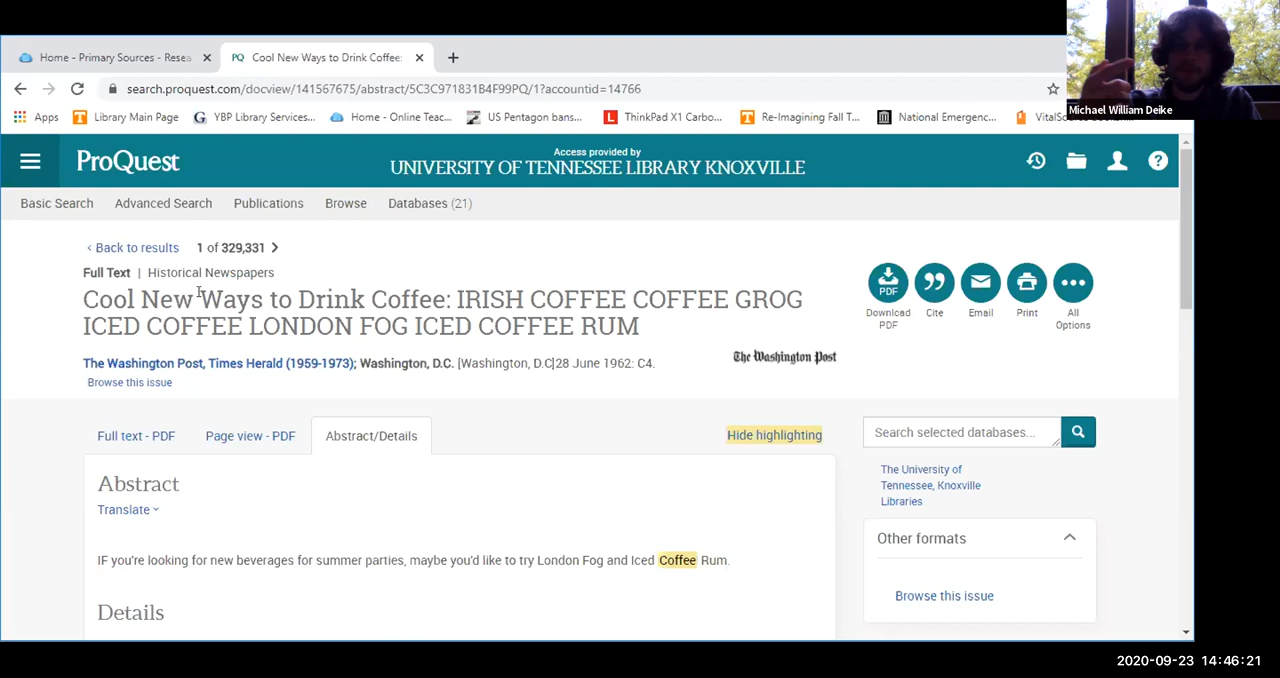 Home - Primary Sources - Rese
PQ Cool New Ways to Drink Coffee:
search.proquest.com/docview/141567675/abstract/5C3C971831B4F99PQ/1?accountid=14766
Michael William Deike
Apps Library Main Page YBP Library Services... Home - Online Teac... US Pentagon bans... ThinkPad X1 Carbo... Re-Imagining Fall T... National Emergenc...
ProQuest
Access provided by
UNIVERSITY OF TENNESSEE LIBRARY KNOXVILLE
Basic Search Advanced Search Publications Browse Databases (21)
‹ Back to results 1 of 329,331 >
Full Text | Historical Newspapers
Cool New Ways to Drink Coffee: IRISH COFFEE COFFEE GROG
ICED COFFEE LONDON FOG ICED COFFEE RUM
PDF
Download PDF
Cite
Email
Print
All Options
The Washington Post, Times Herald (1959-1973); Washington, D.C. [Washington, D.C]28 June 1962: C4.
The Washington Post
Browse this issue
Full text - PDF Page view - PDF Abstract/Details Hide highlighting
Search selected databases...
The University of
Tennessee, Knoxville
Libraries
Abstract
Translate
IF you're looking for new beverages for summer parties, maybe you'd like to try London Fog and Iced Coffee Rum.
Details
Other formats
Browse this issue
2020-09-23 14:46:21